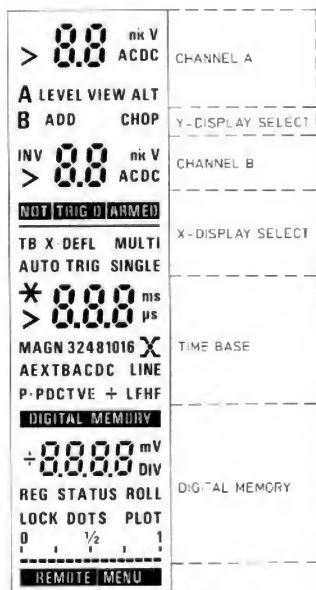 8.8 mV
> ACDC
CHANNEL A
A LEVEL VIEW ALT
B ADD CHOP
Y-DISPLAY SELECT
INV 8.8 mV
> ACDC
CHANNEL B
NOT TRIG D ARMED
X-DISPLAY SELECT
TB X DEFL MULTI
AUTO TRIG SINGLE
* 8.8.8 ms
> µs
MAGN 32481016 X
TIME BASE
AEXTBACDC LINE
P-PDCTVE ÷ LFHF
DIGITAL MEMORY
÷8.8.8.8 mV
DIV
REG STATUS ROLL
DIGITAL MEMORY
LOCK DOTS PLOT
0 ½ 1
REMOTE MENU